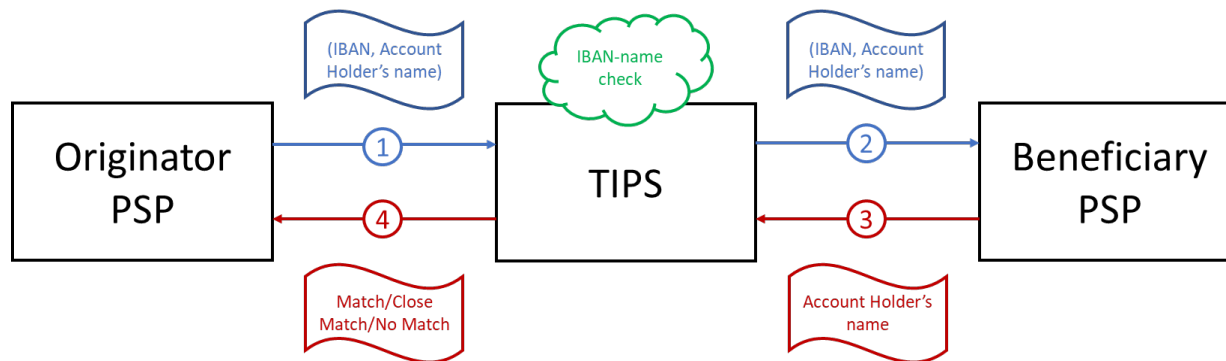 (IBAN, Account
Holder's name)
IBAN-name
check
(IBAN, Account
Holder's name)
Originator
PSP
1
TIPS
2
Beneficiary
PSP
4
3
Match/Close
Match/No Match
Account Holder's
name